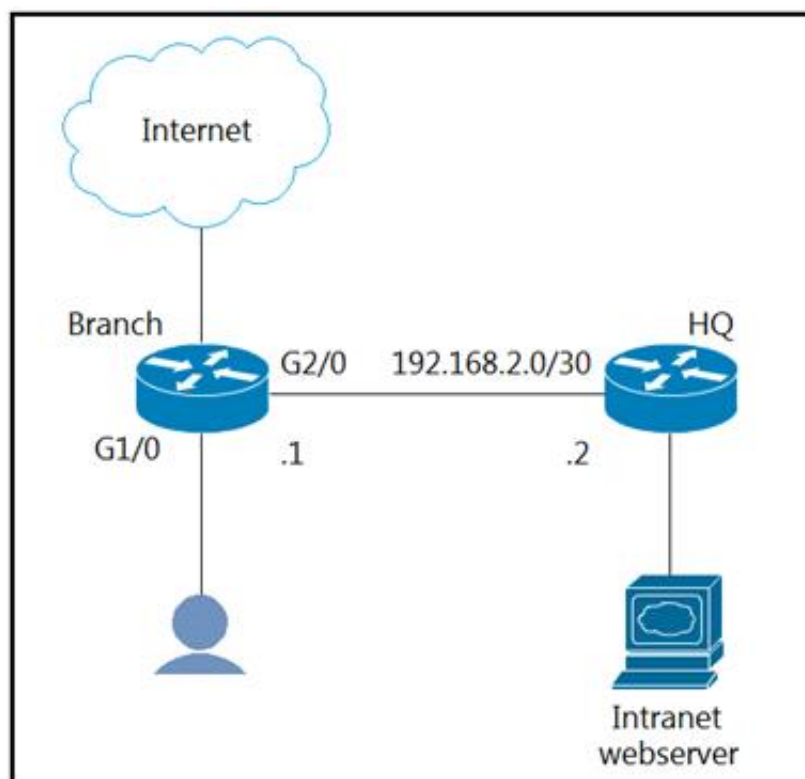 Internet
Branch
HQ
G2/0
192.168.2.0/30
G1/0
.1
.2
Intranet
webserver